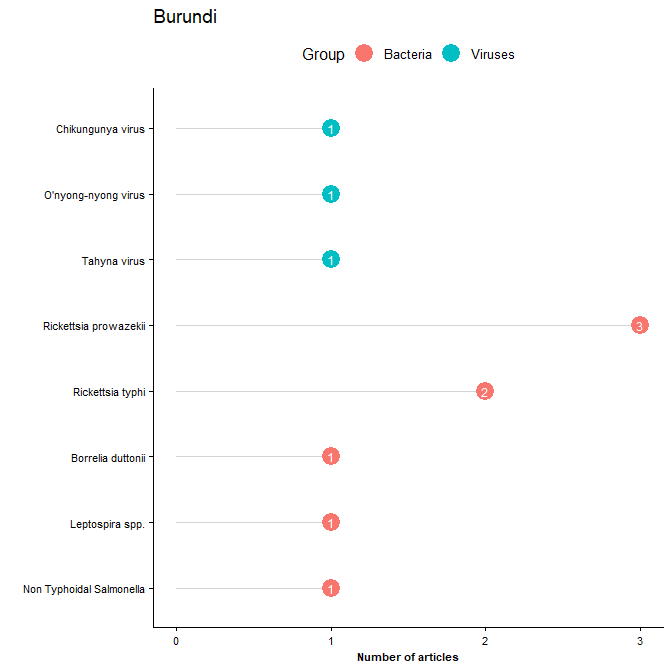 Burundi
Group Bacteria Viruses
Chikungunya virus 1
O'nyong-nyong virus 1
Tahyna virus 1
Rickettsia prowazekii 3
Rickettsia typhi 2
Borrelia duttonii 1
Leptospira spp. 1
Non Typhoidal Salmonella 1
0 1 2 3
Number of articles